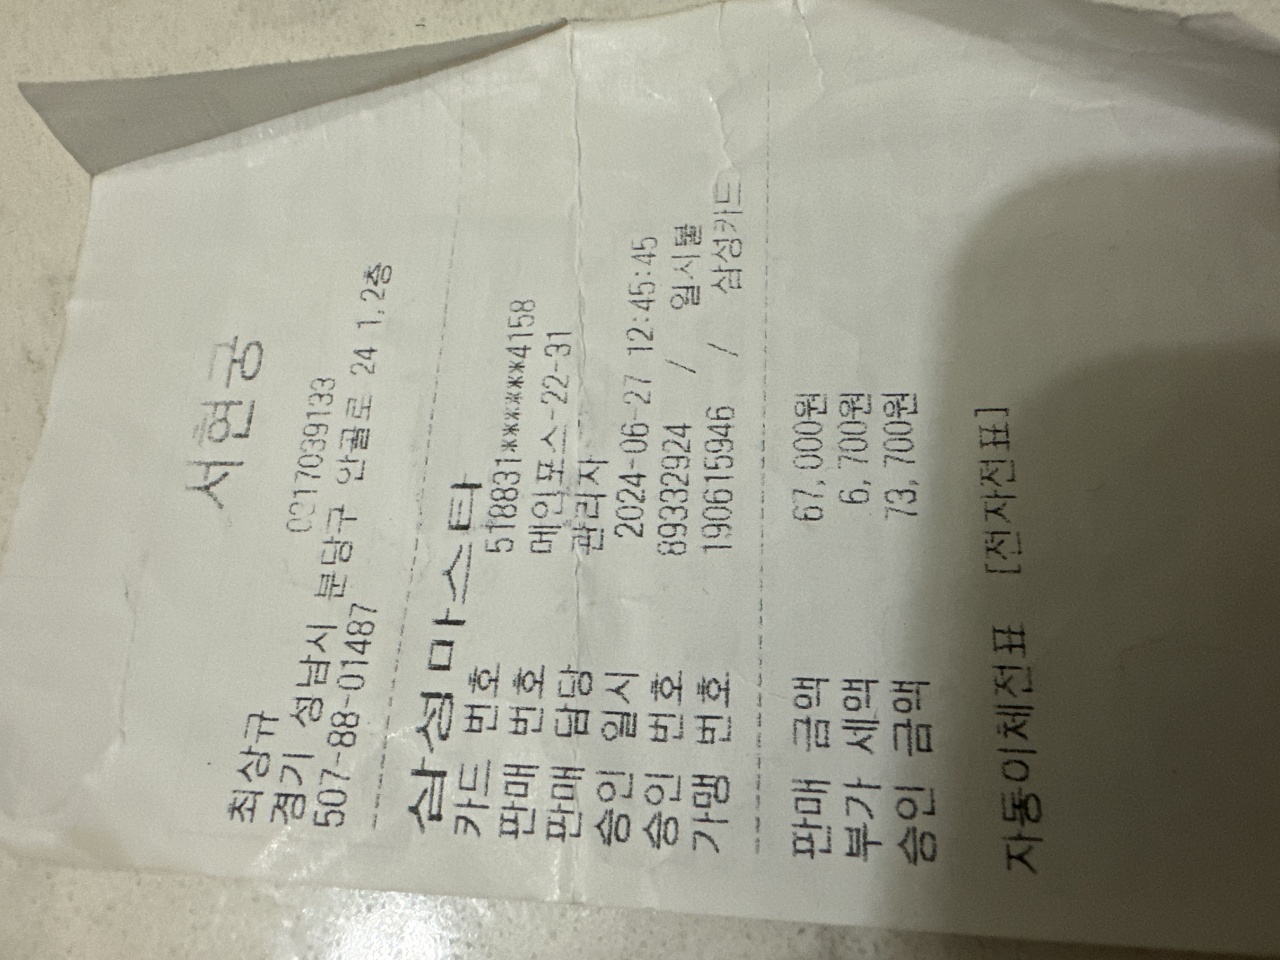 서현궁
최상규 0317039133
경기 성남시 분당구 안골로 24 1,2층
507-88-01487
삼성마스타
카드 번호 518831******4158
판매 번호 메인포스-22-31
판매 담당 관리자
승인 일시 2024-06-27 12:45:45
승인 번호 89332924 / 일시불
가맹 번호 190615946 / 삼성카드
판매 금액 67,000원
부가 세액 6,700원
승인 금액 73,700원
자동이체전표 [전자전표]